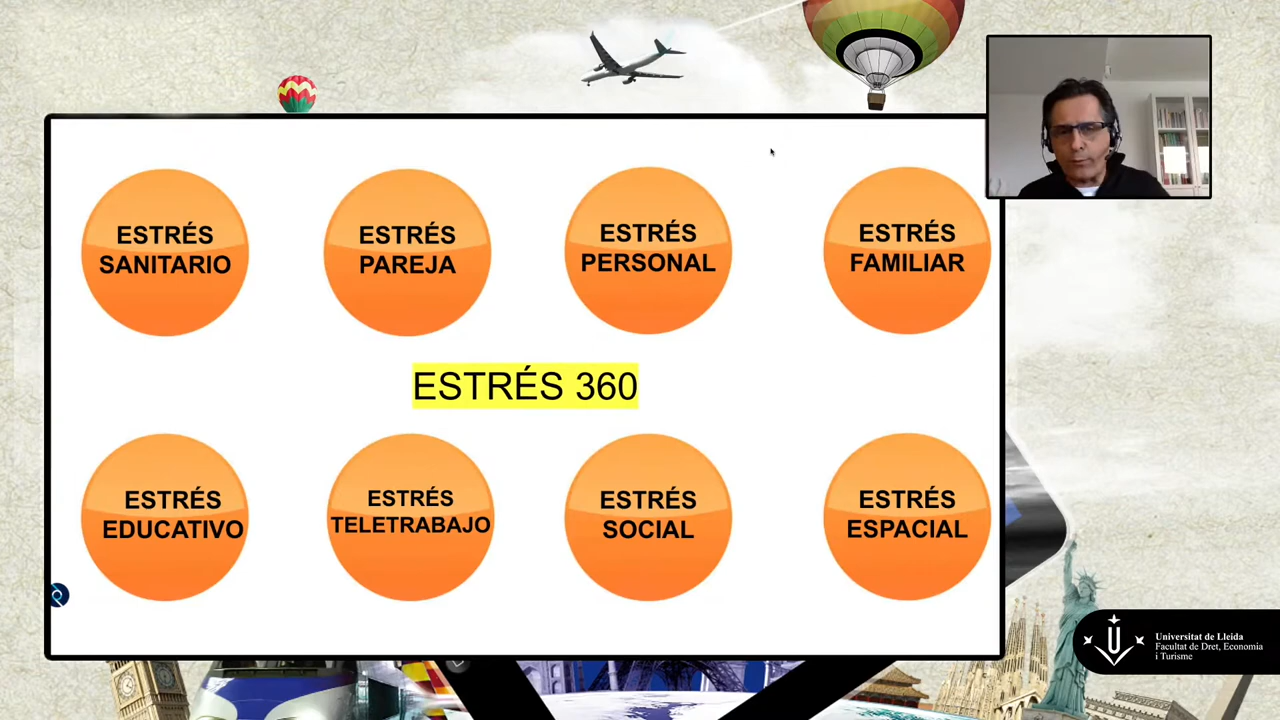 ESTRÉS
SANITARIO
ESTRÉS
PAREJA
ESTRÉS
PERSONAL
ESTRÉS
FAMILIAR
ESTRÉS 360
ESTRÉS
EDUCATIVO
ESTRÉS
TELETRABAJO
ESTRÉS
SOCIAL
ESTRÉS
ESPACIAL
Universitat de Lleida
Facultat de Dret, Economia
i Turisme